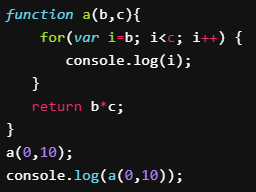 function a(b,c){
    for(var i=b; i<c; i++) {
       console.log(i);
   }
   return b*c;
}
a(0,10);
console.log(a(0,10));